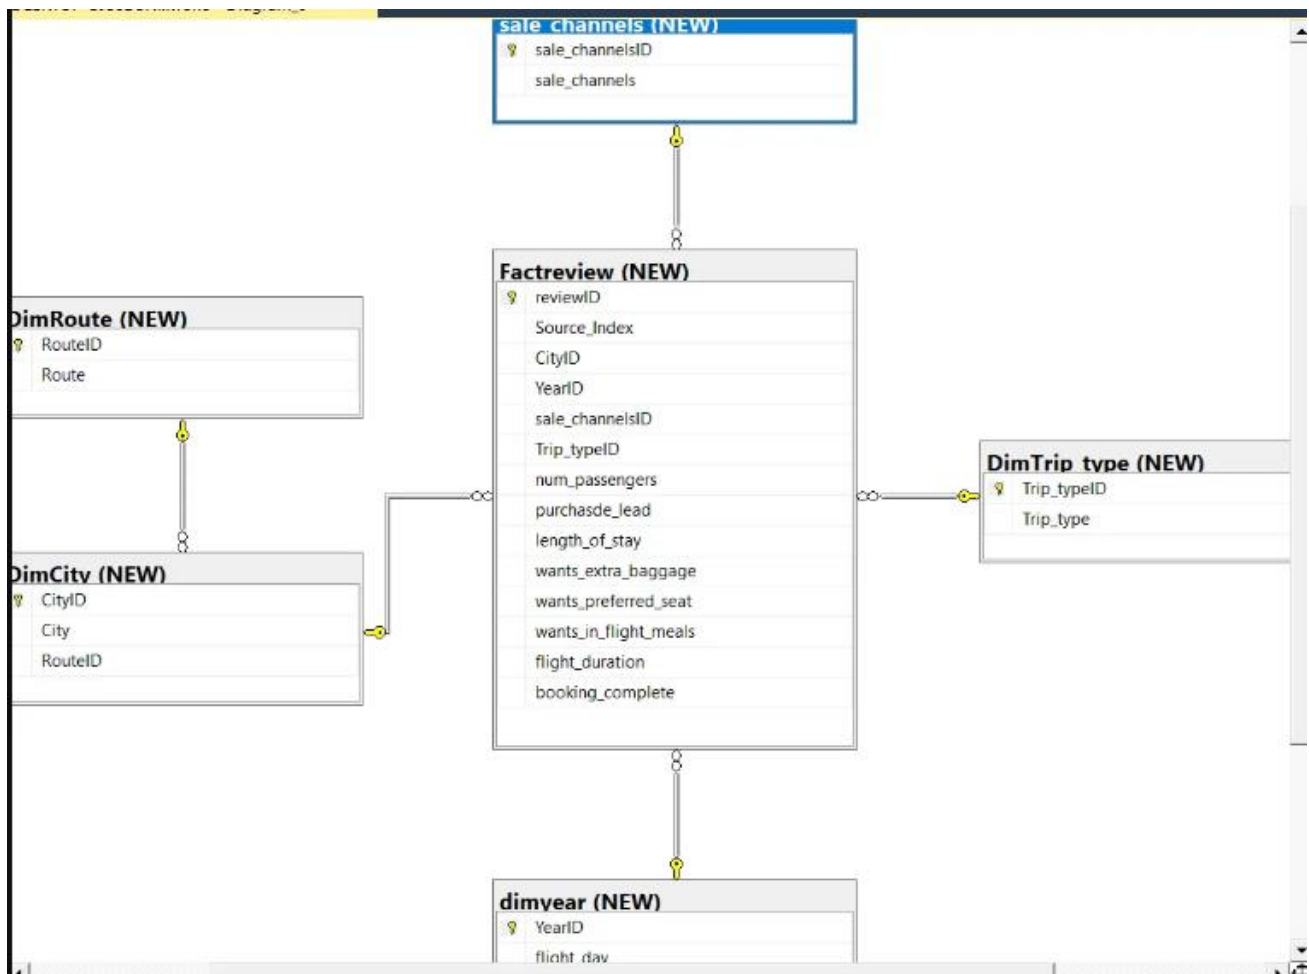 sale_channels (NEW)
sale_channelsID
sale_channels
Factreview (NEW)
reviewID
Source_Index
CityID
YearID
sale_channelsID
Trip_typeID
num_passengers
purchasde_lead
length_of_stay
wants_extra_baggage
wants_preferred_seat
wants_in_flight_meals
flight_duration
booking_complete
DimRoute (NEW)
RouteID
Route
DimCity (NEW)
CityID
City
RouteID
DimTrip_type (NEW)
Trip_typeID
Trip_type
dimyear (NEW)
YearID
flight_day